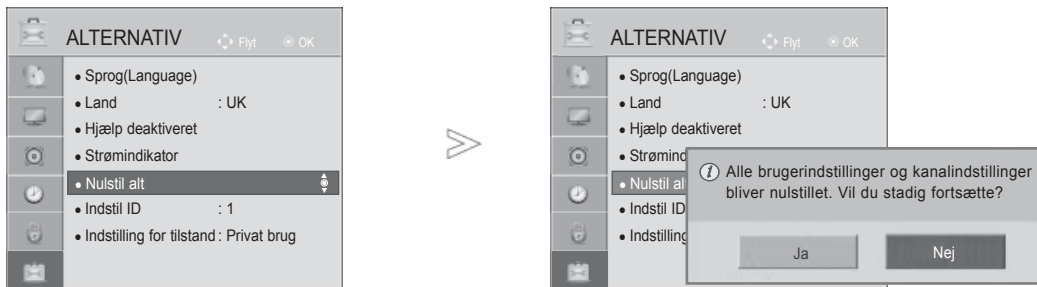 ALTERNATIV Flyt OK
• Sprog(Language)
• Land : UK
• Hjælp deaktiveret
• Strømindikator
• Nulstil alt
• Indstil ID : 1
• Indstilling for tilstand : Privat brug
>
ALTERNATIV Flyt OK
• Sprog(Language)
• Land : UK
• Hjælp deaktiveret
• Strømind
• Nulstil al
• Indstil ID
• Indstilling
i Alle brugerindstillinger og kanalindstillinger
bliver nulstillet. Vil du stadig fortsætte?
Ja Nej